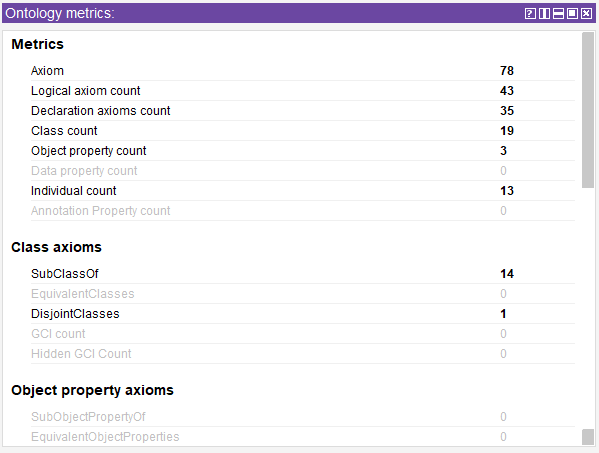 Ontology metrics:
Metrics
Axiom 78
Logical axiom count 43
Declaration axioms count 35
Class count 19
Object property count 3
Data property count 0
Individual count 13
Annotation Property count 0
Class axioms
SubClassOf 14
EquivalentClasses 0
DisjointClasses 1
GCI count 0
Hidden GCI Count 0
Object property axioms
SubObjectPropertyOf 0
EquivalentObjectProperties 0